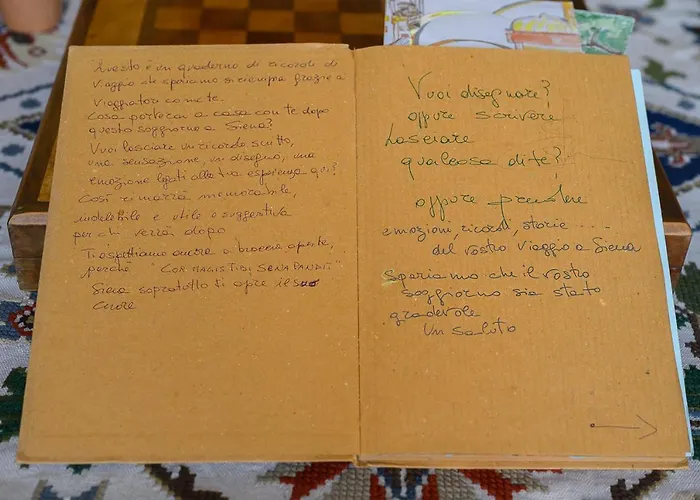 Questo è un quaderno di ricordi di
Viaggio che speriamo si riempia grazie a
Viaggiatori come te.
Cosa porterai a casa con te dopo
questo soggiorno a Siena?
Vuoi lasciare un ricordo scritto,
una sensazione, un disegno, una
emozione legati alla tua esperienza qui?
Così rimarrà memorabile,
indelebile e utile e suggestiva
per chi verrà dopo
Ti aspettiamo ancora a braccia aperte,
perché "COR MAGIS TIDI SENA PANDIT"
Siena sopratutto ti apre il suo
cuore
Vuoi disegnare?
oppure scrivere
Lasciare
qualcosa di te?
oppure prendere
emozioni, ricordi, storie ....
del vostro Viaggio a Siena
Speriamo che il vostro
soggiorno sia stato
gradevole
Un saluto